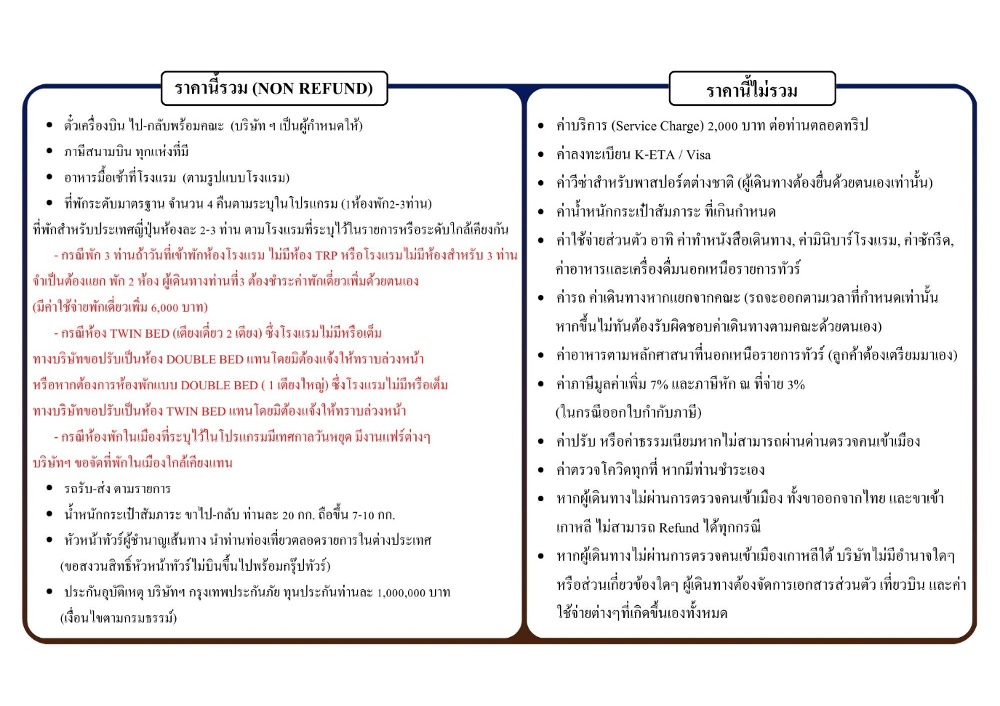 ราคานี้รวม (NON REFUND)
• ตั๋วเครื่องบิน ไป-กลับพร้อมคณะ (บริษัท ฯ เป็นผู้กำหนดให้)
• ภาษีสนามบิน ทุกแห่งที่มี
• อาหารมื้อเช้าที่โรงแรม (ตามรูปแบบโรงแรม)
• ที่พักระดับมาตรฐาน จำนวน 4 คืนตามระบุในโปรแกรม (1ห้องพัก2-3ท่าน)
ที่พักสำหรับประเทศญี่ปุ่นห้องละ 2-3 ท่าน ตามโรงแรมที่ระบุไว้ในรายการหรือระดับใกล้เคียงกัน
- กรณีพัก 3 ท่านถ้าวันที่เข้าพักห้องโรงแรม ไม่มีห้อง TRP หรือโรงแรมไม่มีห้องสำหรับ 3 ท่าน
จำเป็นต้องแยก พัก 2 ห้อง ผู้เดินทางท่านที่3 ต้องชำระค่าพักเดี่ยวเพิ่มด้วยตนเอง
(มีค่าใช้จ่ายพักเดี่ยวเพิ่ม 6,000 บาท)
- กรณีห้อง TWIN BED (เตียงเดี่ยว 2 เตียง) ซึ่งโรงแรมไม่มีหรือเต็ม
ทางบริษัทขอปรับเป็นห้อง DOUBLE BED แทนโดยมิต้องแจ้งให้ทราบล่วงหน้า
หรือหากต้องการห้องพักแบบ DOUBLE BED ( 1 เตียงใหญ่) ซึ่งโรงแรมไม่มีหรือเต็ม
ทางบริษัทขอปรับเป็นห้อง TWIN BED แทนโดยมิต้องแจ้งให้ทราบล่วงหน้า
- กรณีห้องพักในเมืองที่ระบุไว้ในโปรแกรมมีเทศกาลวันหยุด มีงานแฟร์ต่างๆ
บริษัทฯ ขอจัดที่พักในเมืองใกล้เคียงแทน
• รถรับ-ส่ง ตามรายการ
• น้ำหนักกระเป๋าสัมภาระ ขาไป-กลับ ท่านละ 20 กก. ถือขึ้น 7-10 กก.
• หัวหน้าทัวร์ผู้ชำนาญเส้นทาง นำท่านท่องเที่ยวตลอดรายการในต่างประเทศ
(ขอสงวนสิทธิ์หัวหน้าทัวร์ไม่บินขึ้นไปพร้อมกรุ๊ปทัวร์)
• ประกันอุบัติเหตุ บริษัทฯ กรุงเทพประกันภัย ทุนประกันท่านละ 1,000,000 บาท
(เงื่อนไขตามกรมธรรม์)
ราคานี้ไม่รวม
• ค่าบริการ (Service Charge) 2,000 บาท ต่อท่านตลอดทริป
• ค่าลงทะเบียน K-ETA / Visa
• ค่าวีซ่าสำหรับพาสปอร์ตต่างชาติ (ผู้เดินทางต้องยื่นด้วยตนเองเท่านั้น)
• ค่าน้ำหนักกระเป๋าสัมภาระ ที่เกินกำหนด
• ค่าใช้จ่ายส่วนตัว อาทิ ค่าทำหนังสือเดินทาง, ค่ามินิบาร์โรงแรม, ค่าซักรีด,
ค่าอาหารและเครื่องดื่มนอกเหนือรายการทัวร์
• ค่ารถ ค่าเดินทางหากแยกจากคณะ (รถจะออกตามเวลาที่กำหนดเท่านั้น
หากขึ้นไม่ทันต้องรับผิดชอบค่าเดินทางตามคณะด้วยตนเอง)
• ค่าอาหารตามหลักศาสนาที่นอกเหนือรายการทัวร์ (ลูกค้าต้องเตรียมมาเอง)
• ค่าภาษีมูลค่าเพิ่ม 7% และภาษีหัก ณ ที่จ่าย 3%
(ในกรณีออกใบกำกับภาษี)
• ค่าปรับ หรือค่าธรรมเนียมหากไม่สามารถผ่านด่านตรวจคนเข้าเมือง
• ค่าตรวจโควิดทุกที่ หากมีท่านชำระเอง
• หากผู้เดินทางไม่ผ่านการตรวจคนเข้าเมือง ทั้งขาออกจากไทย และขาเข้า
เกาหลี ไม่สามารถ Refund ได้ทุกกรณี
• หากผู้เดินทางไม่ผ่านการตรวจคนเข้าเมืองเกาหลีใต้ บริษัทไม่มีอำนาจใดๆ
หรือส่วนเกี่ยวข้องใดๆ ผู้เดินทางต้องจัดการเอกสารส่วนตัว เที่ยวบิน และค่า
ใช้จ่ายต่างๆที่เกิดขึ้นเองทั้งหมด